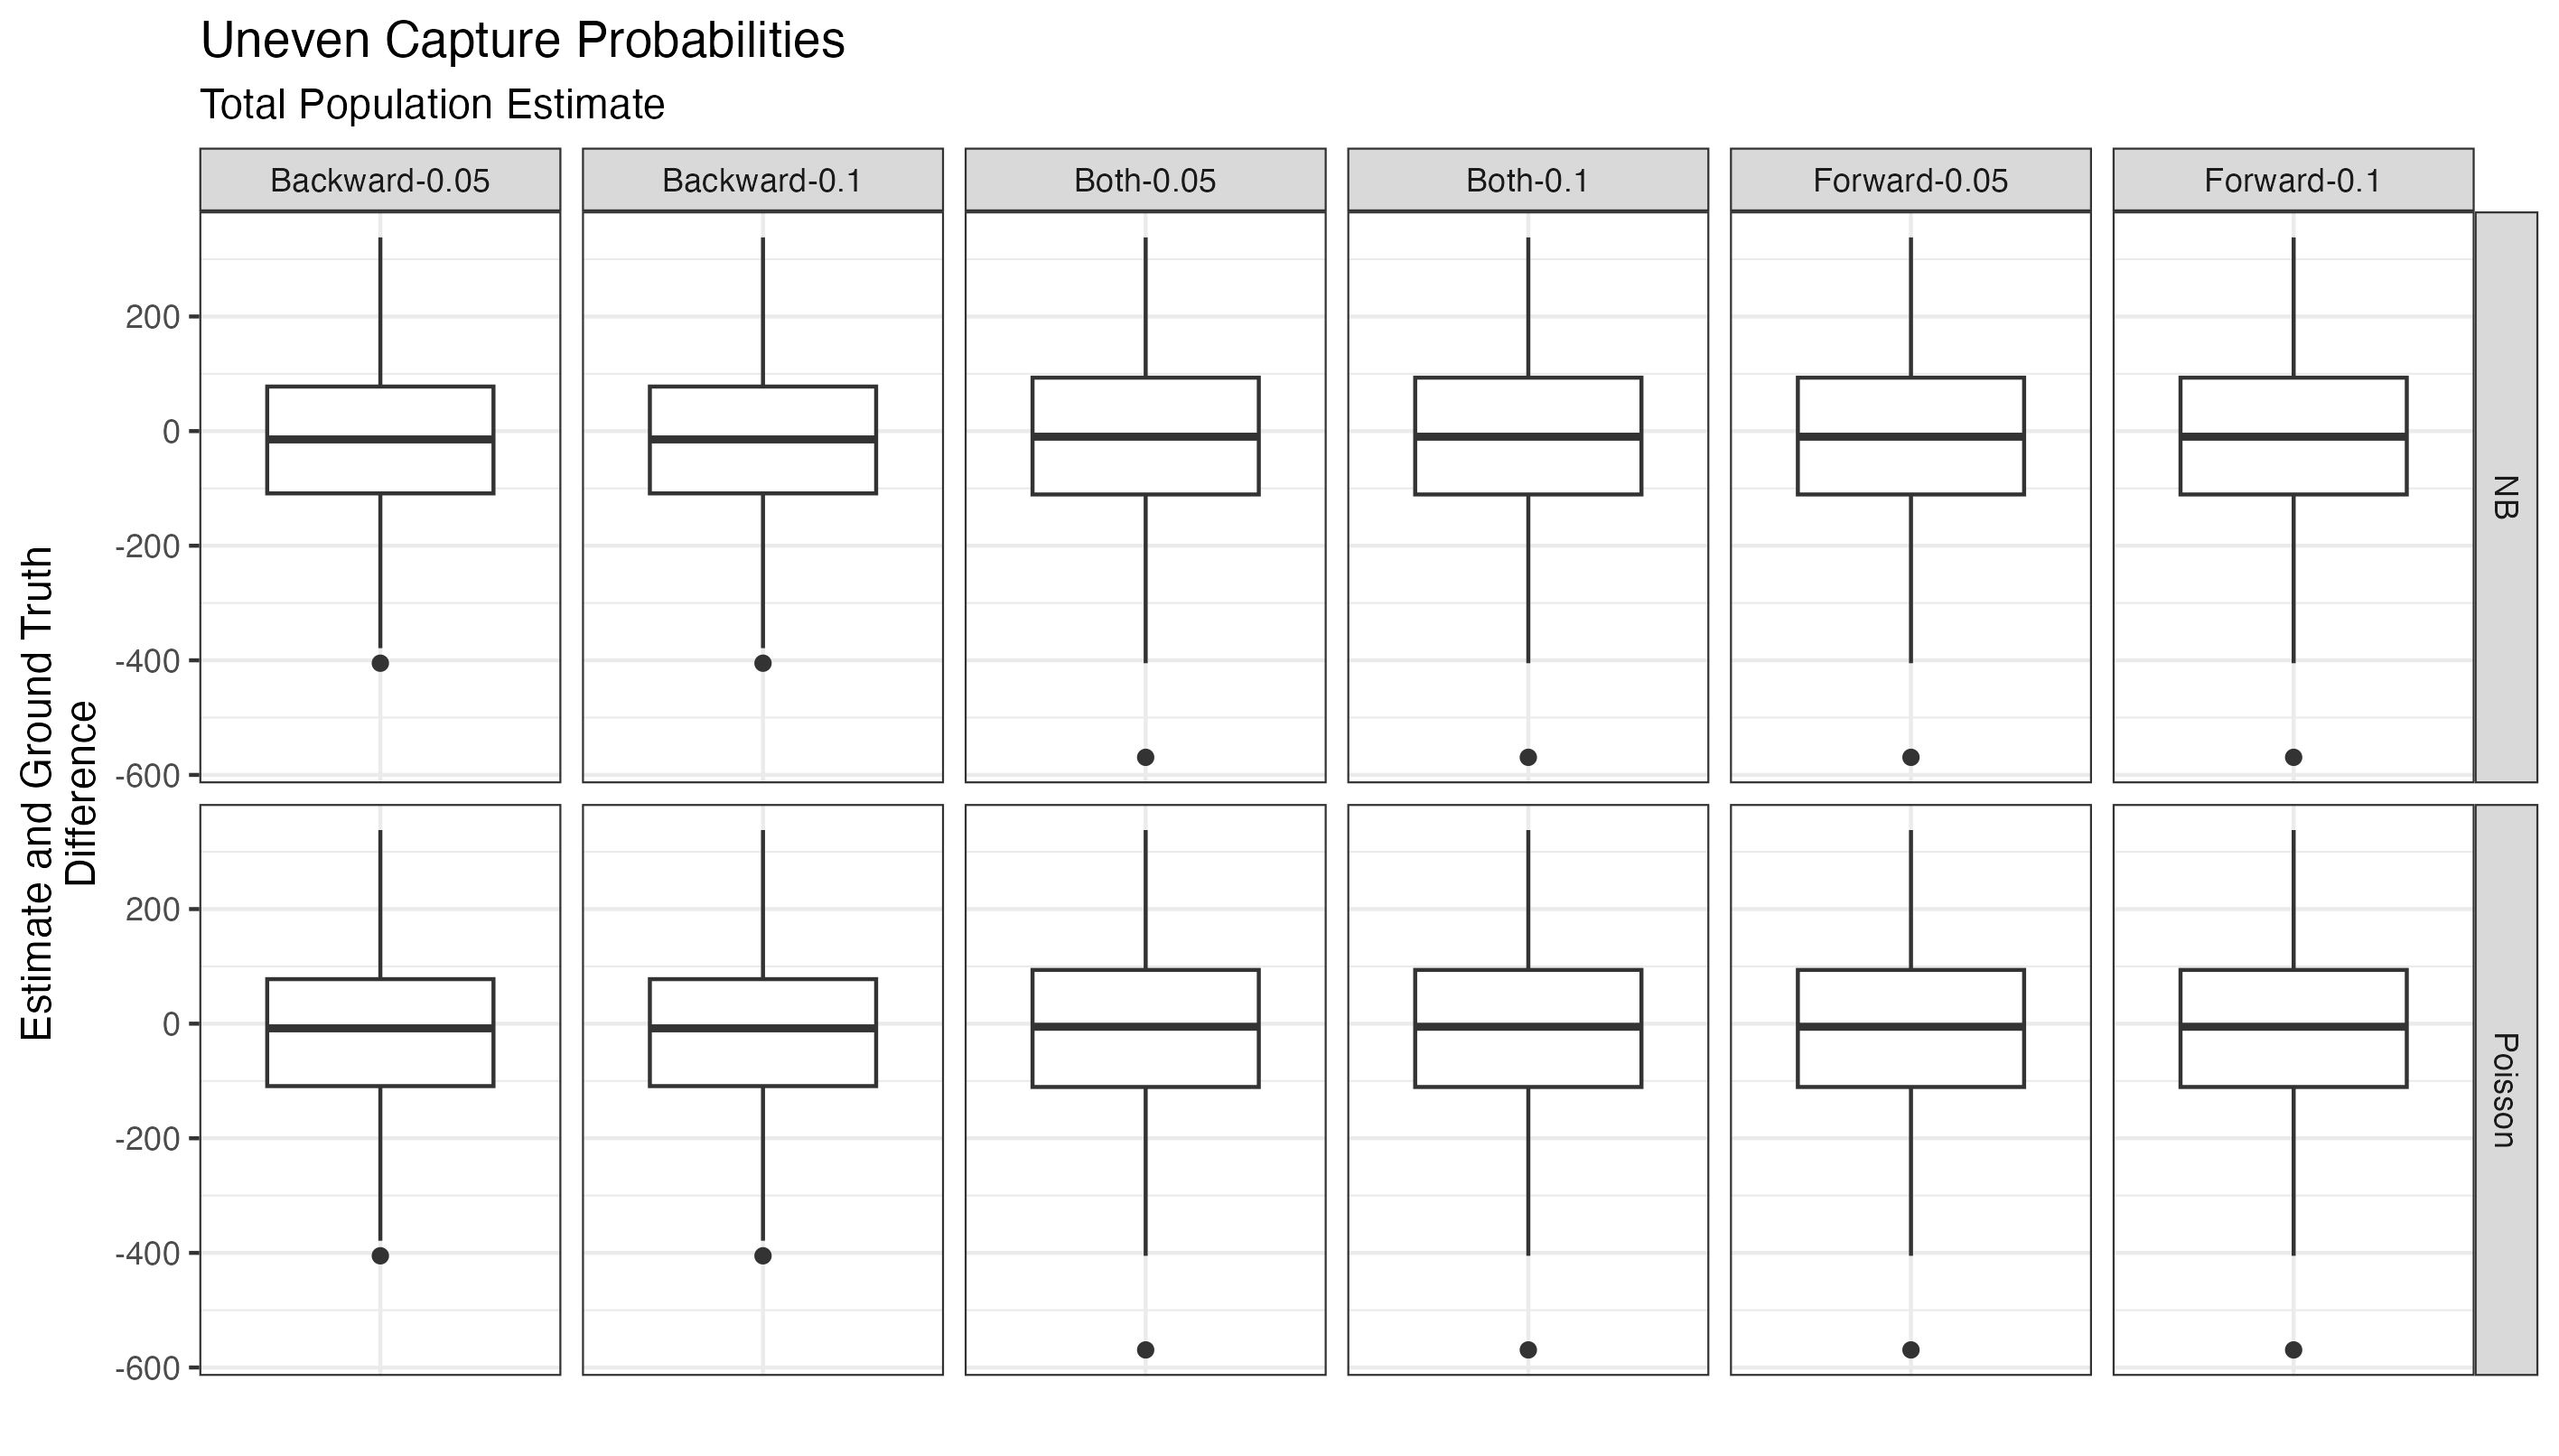 Uneven Capture Probabilities
Total Population Estimate
Backward-0.05
Backward-0.1
Both-0.05
Both-0.1
Forward-0.05
Forward-0.1
Estimate and Ground Truth
Difference
200
0
-200
-400
-600
NB
200
0
-200
-400
-600
Poisson